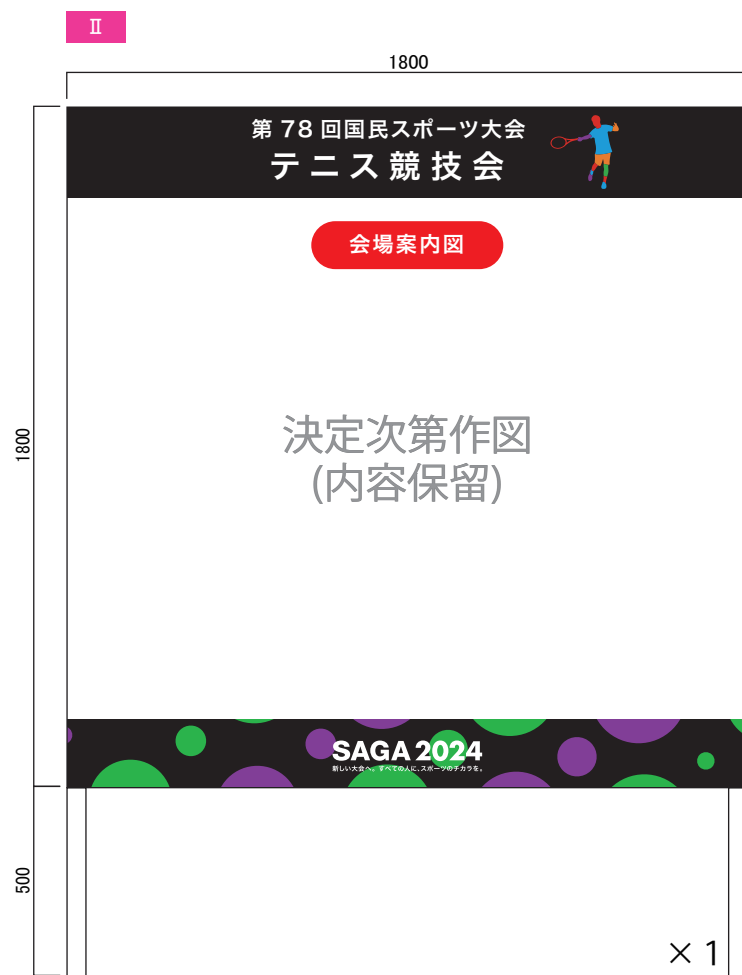 Ⅱ
1800
第 78 回国民スポーツ大会
テニス競技会
会場案内図
1800
決定次第作図
(内容保留)
SAGA 2024
新しい大会へ。すべての人に、スポーツのチカラを。
500
×1